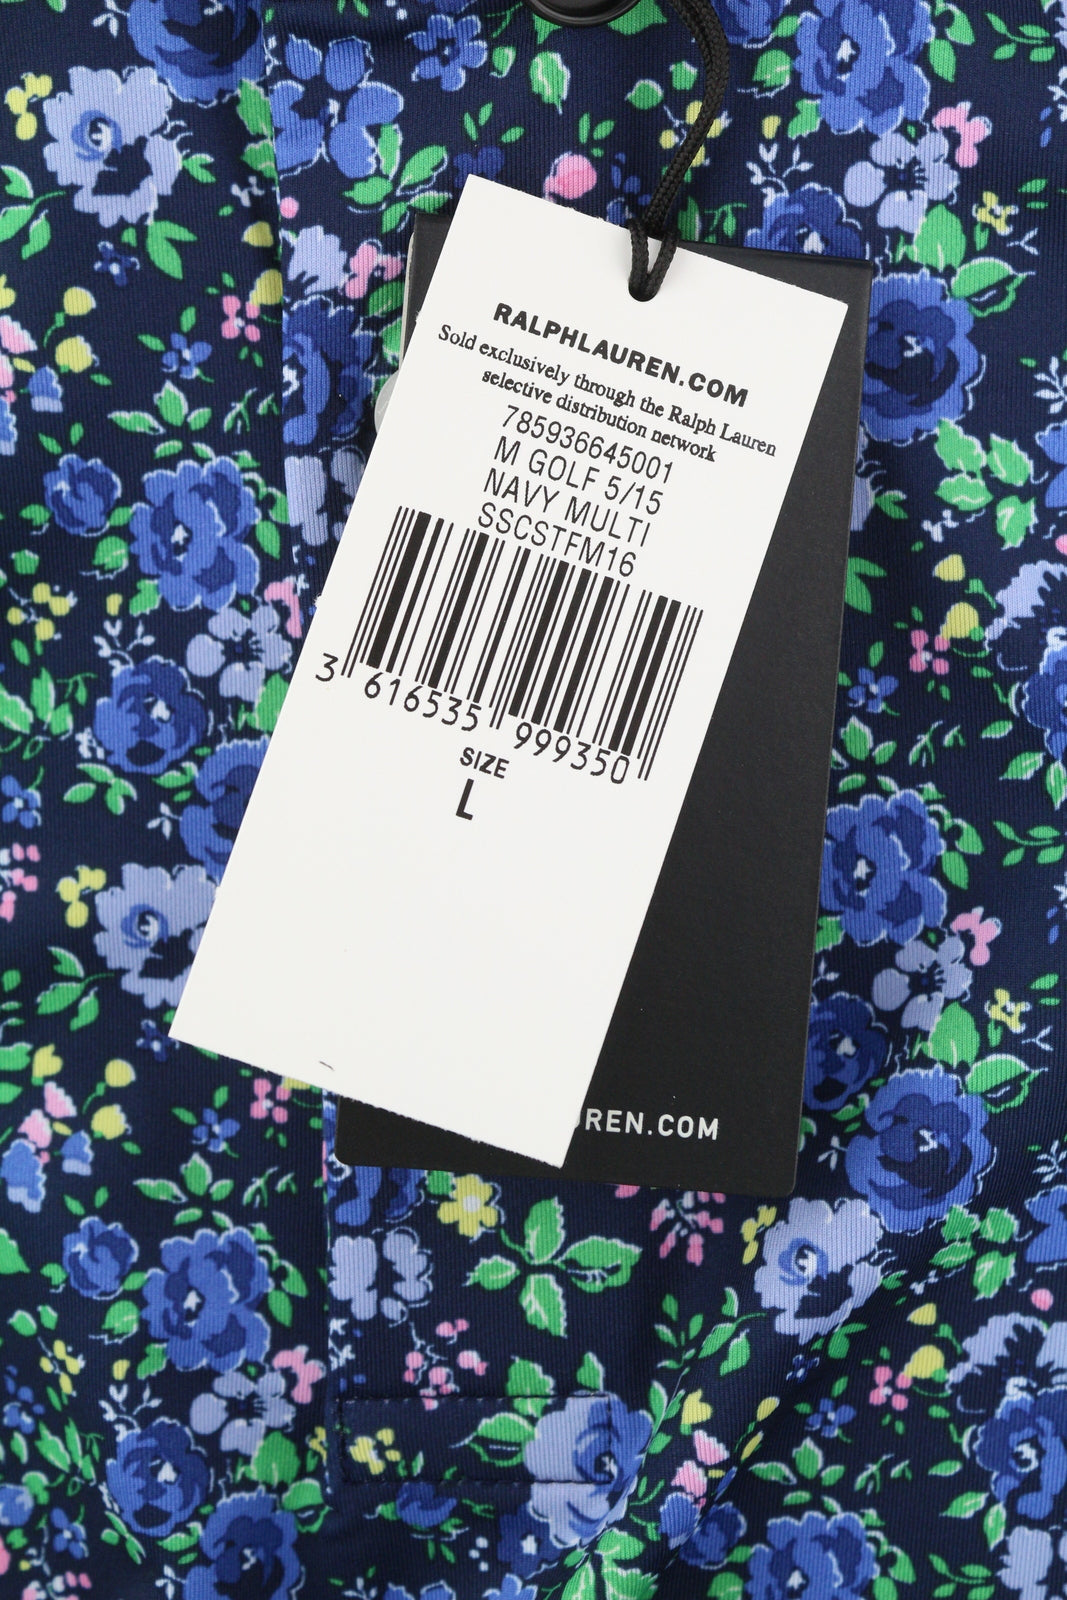 RALPHLAUREN.COM
Sold exclusively through the Ralph Lauren
selective distribution network
785936645001
M GOLF 5/15
NAVY MULTI
SSCSTFM16
3 616535 999350
SIZE
L
REN.COM